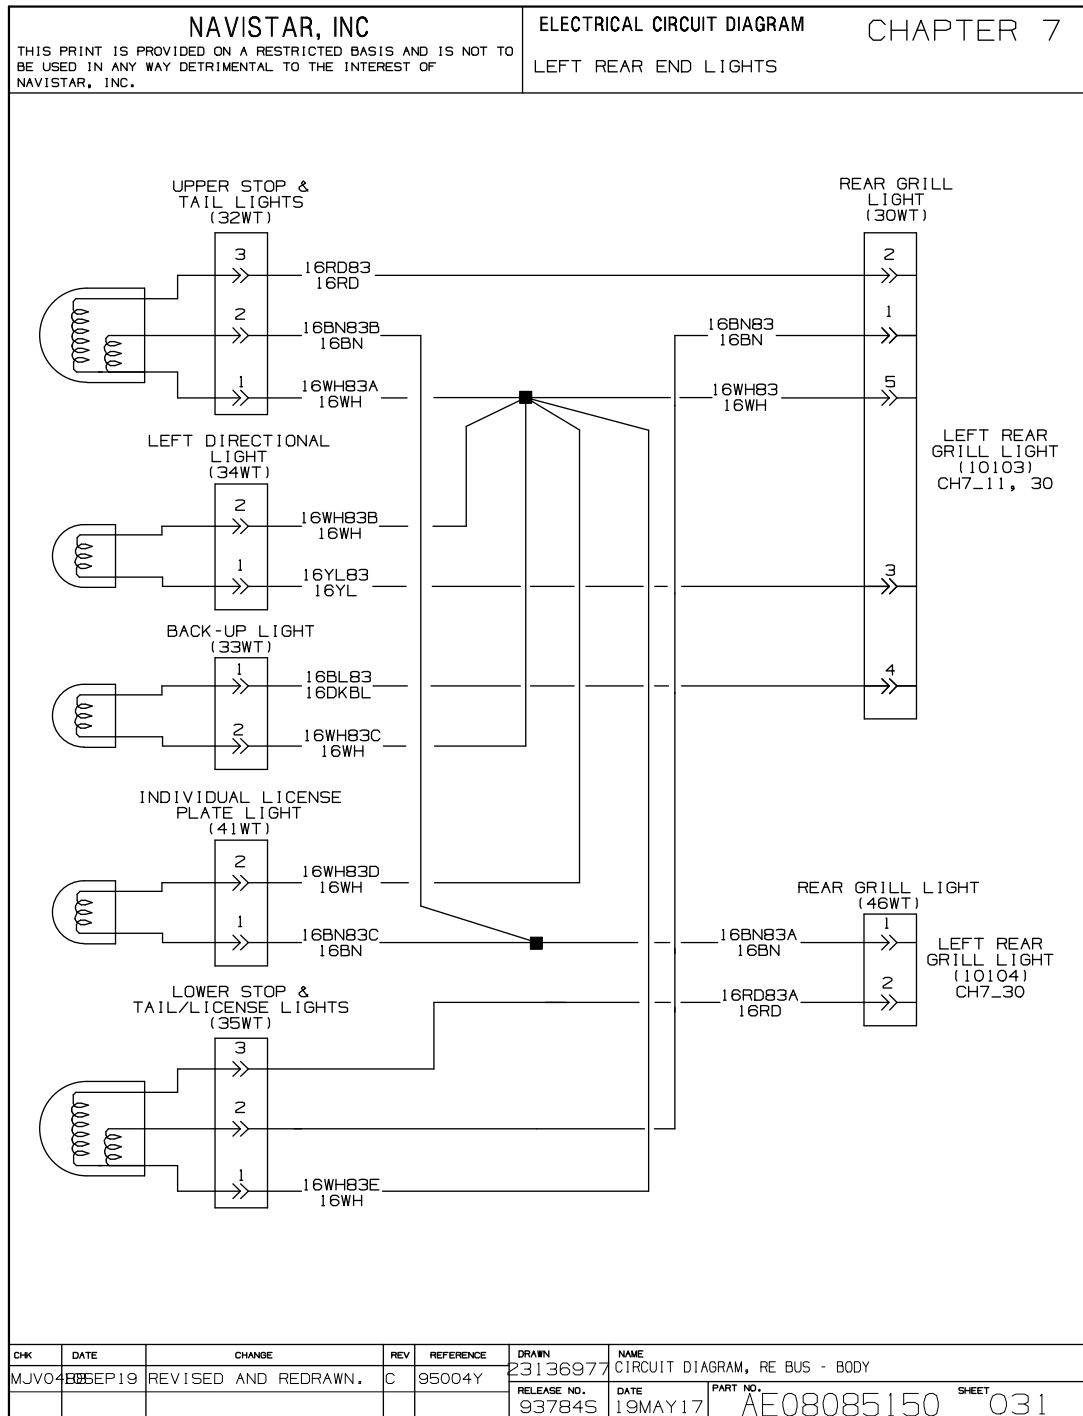 NAVISTAR, INC
THIS PRINT IS PROVIDED ON A RESTRICTED BASIS AND IS NOT TO
BE USED IN ANY WAY DETRIMENTAL TO THE INTEREST OF
NAVISTAR, INC.
ELECTRICAL CIRCUIT DIAGRAM
CHAPTER 7
LEFT REAR END LIGHTS
UPPER STOP &
TAIL LIGHTS
(32WT)
3
16RD83
16RD
2
16BN83B
16BN
1
16WH83A
16WH
REAR GRILL
LIGHT
(30WT)
2
1
16BN83
16BN
5
16WH83
16WH
LEFT REAR
GRILL LIGHT
(10103)
CH7_11, 30
3
4
LEFT DIRECTIONAL
LIGHT
(34WT)
2
16WH83B
16WH
1
16YL83
16YL
BACK-UP LIGHT
(33WT)
1
16BL83
16DKBL
2
16WH83C
16WH
INDIVIDUAL LICENSE
PLATE LIGHT
(41WT)
2
16WH83D
16WH
1
16BN83C
16BN
REAR GRILL LIGHT
(46WT)
1
16BN83A
16BN
2
16RD83A
16RD
LEFT REAR
GRILL LIGHT
(10104)
CH7_30
LOWER STOP &
TAIL/LICENSE LIGHTS
(35WT)
3
2
1
16WH83E
16WH
CHK DATE CHANGE REV REFERENCE
REVISED AND REDRAWN. C 95004Y
DRAWN
23136977
NAME
CIRCUIT DIAGRAM, RE BUS - BODY
RELEASE NO.
93784S
DATE
19MAY17
PART NO.
AE08085150
SHEET
031